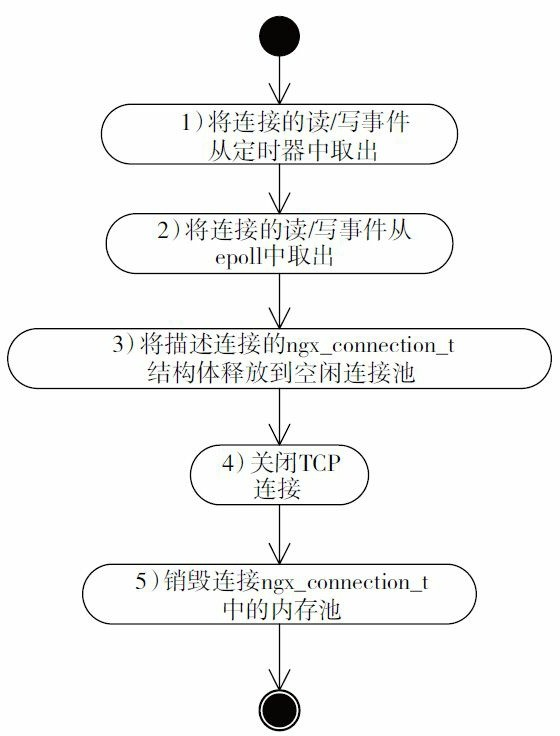 1)将连接的读/写事件
从定时器中取出
2)将连接的读/写事件从
epoll中取出
3)将描述连接的ngx_connection_t
结构体释放到空闲连接池
4)关闭TCP
连接
5)销毁连接ngx_connection_t
中的内存池